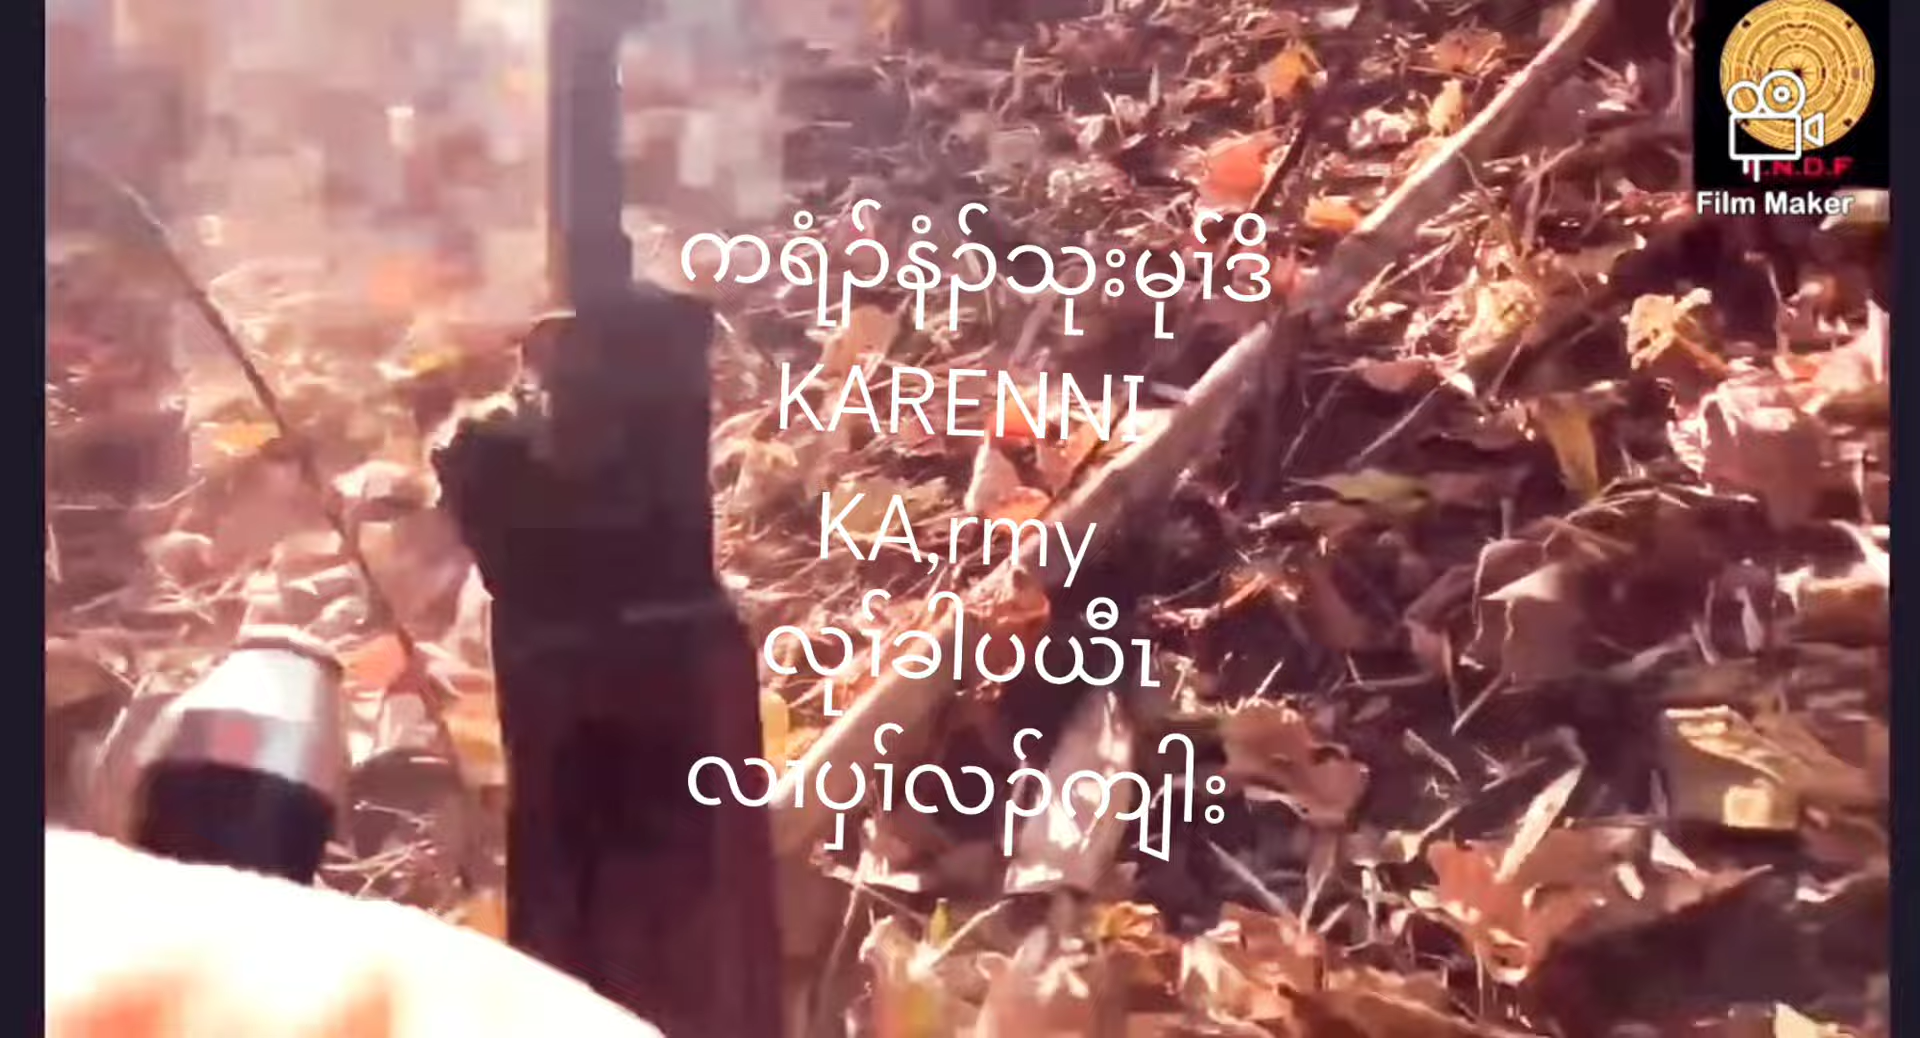 ကရံၣ်နံၣ်သုးမုၢ်ဒိ
KARENNI
KA,rmy
လုၢ်ခါပယီၤ
လၢပှၢ်လၣ်ကျါး
.N.D.F
Film Maker